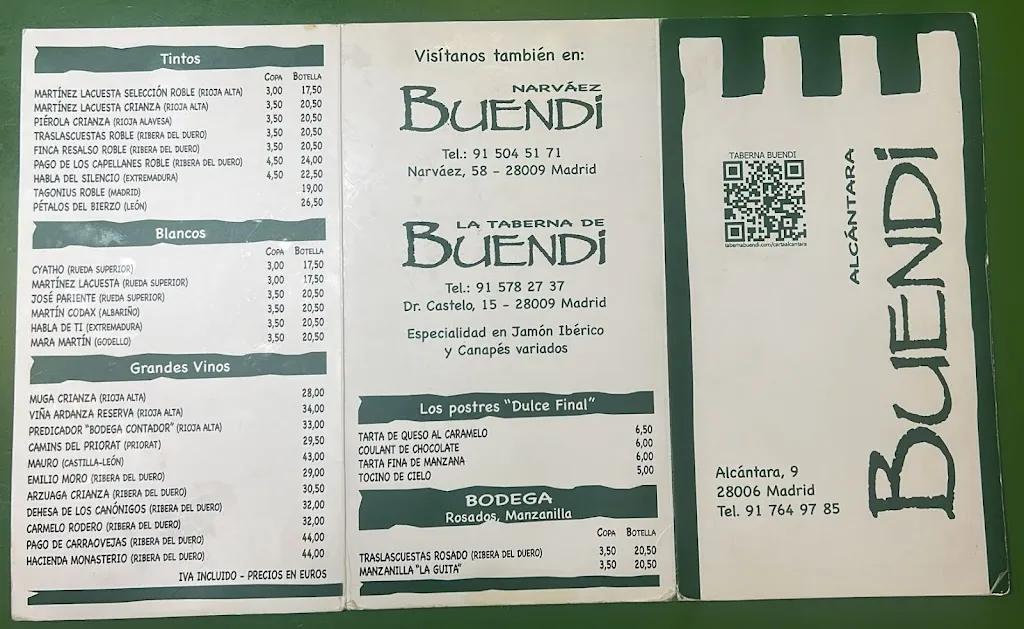 Tintos
COPA BOTELLA
MARTÍNEZ LACUESTA SELECCIÓN ROBLE (RIOJA ALTA) 3,00 17,50
MARTÍNEZ LACUESTA CRIANZA (RIOJA ALTA) 3,50 20,50
PIÉROLA CRIANZA (RIOJA ALAVESA) 3,50 20,50
TRASLASCUESTAS ROBLE (RIBERA DEL DUERO) 3,50 20,50
FINCA RESALSO ROBLE (RIBERA DEL DUERO) 3,50 20,50
PAGO DE LOS CAPELLANES ROBLE (RIBERA DEL DUERO) 4,50 24,00
HABLA DEL SILENCIO (EXTREMADURA) 4,50 22,50
TAGONIUS ROBLE (MADRID) 19,00
PÉTALOS DEL BIERZO (LEÓN) 26,50
Blancos
COPA BOTELLA
CYATHO (RUEDA SUPERIOR) 3,00 17,50
MARTÍNEZ LACUESTA (RUEDA SUPERIOR) 3,00 17,50
JOSÉ PARIENTE (RUEDA SUPERIOR) 3,50 20,50
MARTÍN CODAX (ALBARIÑO) 3,50 20,50
HABLA DE TI (EXTREMADURA) 3,50 20,50
MARA MARTÍN (GODELLO) 3,50 20,50
Grandes Vinos
MUGA CRIANZA (RIOJA ALTA) 28,00
VIÑA ARDANZA RESERVA (RIOJA ALTA) 34,00
PREDICADOR "BODEGA CONTADOR" (RIOJA ALTA) 33,00
CAMINS DEL PRIORAT (PRIORAT) 29,50
MAURO (CASTILLA-LEÓN) 43,00
EMILIO MORO (RIBERA DEL DUERO) 29,00
ARZUAGA CRIANZA (RIBERA DEL DUERO) 30,50
DEHESA DE LOS CANÓNIGOS (RIBERA DEL DUERO) 32,00
CARMELO RODERO (RIBERA DEL DUERO) 32,00
PAGO DE CARRAOVEJAS (RIBERA DEL DUERO) 44,00
HACIENDA MONASTERIO (RIBERA DEL DUERO) 44,00
IVA INCLUIDO - PRECIOS EN EUROS
Visítanos también en:
NARVÁEZ
BUENDI
Tel.: 91 504 51 71
Narváez, 58 - 28009 Madrid
LA TABERNA DE
BUENDI
Tel.: 91 578 27 37
Dr. Castelo, 15 - 28009 Madrid
Especialidad en Jamón Ibérico
y Canapés variados
Los postres "Dulce Final"
TARTA DE QUESO AL CARAMELO 6,50
COULANT DE CHOCOLATE 6,00
TARTA FINA DE MANZANA 6,00
TOCINO DE CIELO 5,00
BODEGA
Rosados, Manzanilla
COPA BOTELLA
TRASLASCUESTAS ROSADO (RIBERA DEL DUERO) 3,50 20,50
MANZANILLA "LA GUITA" 3,50 20,50
TABERNA BUENDI
tabernabuendi.com/cartaalcantara
ALCÁNTARA
BUENDI
Alcántara, 9
28006 Madrid
Tel. 91 764 97 85